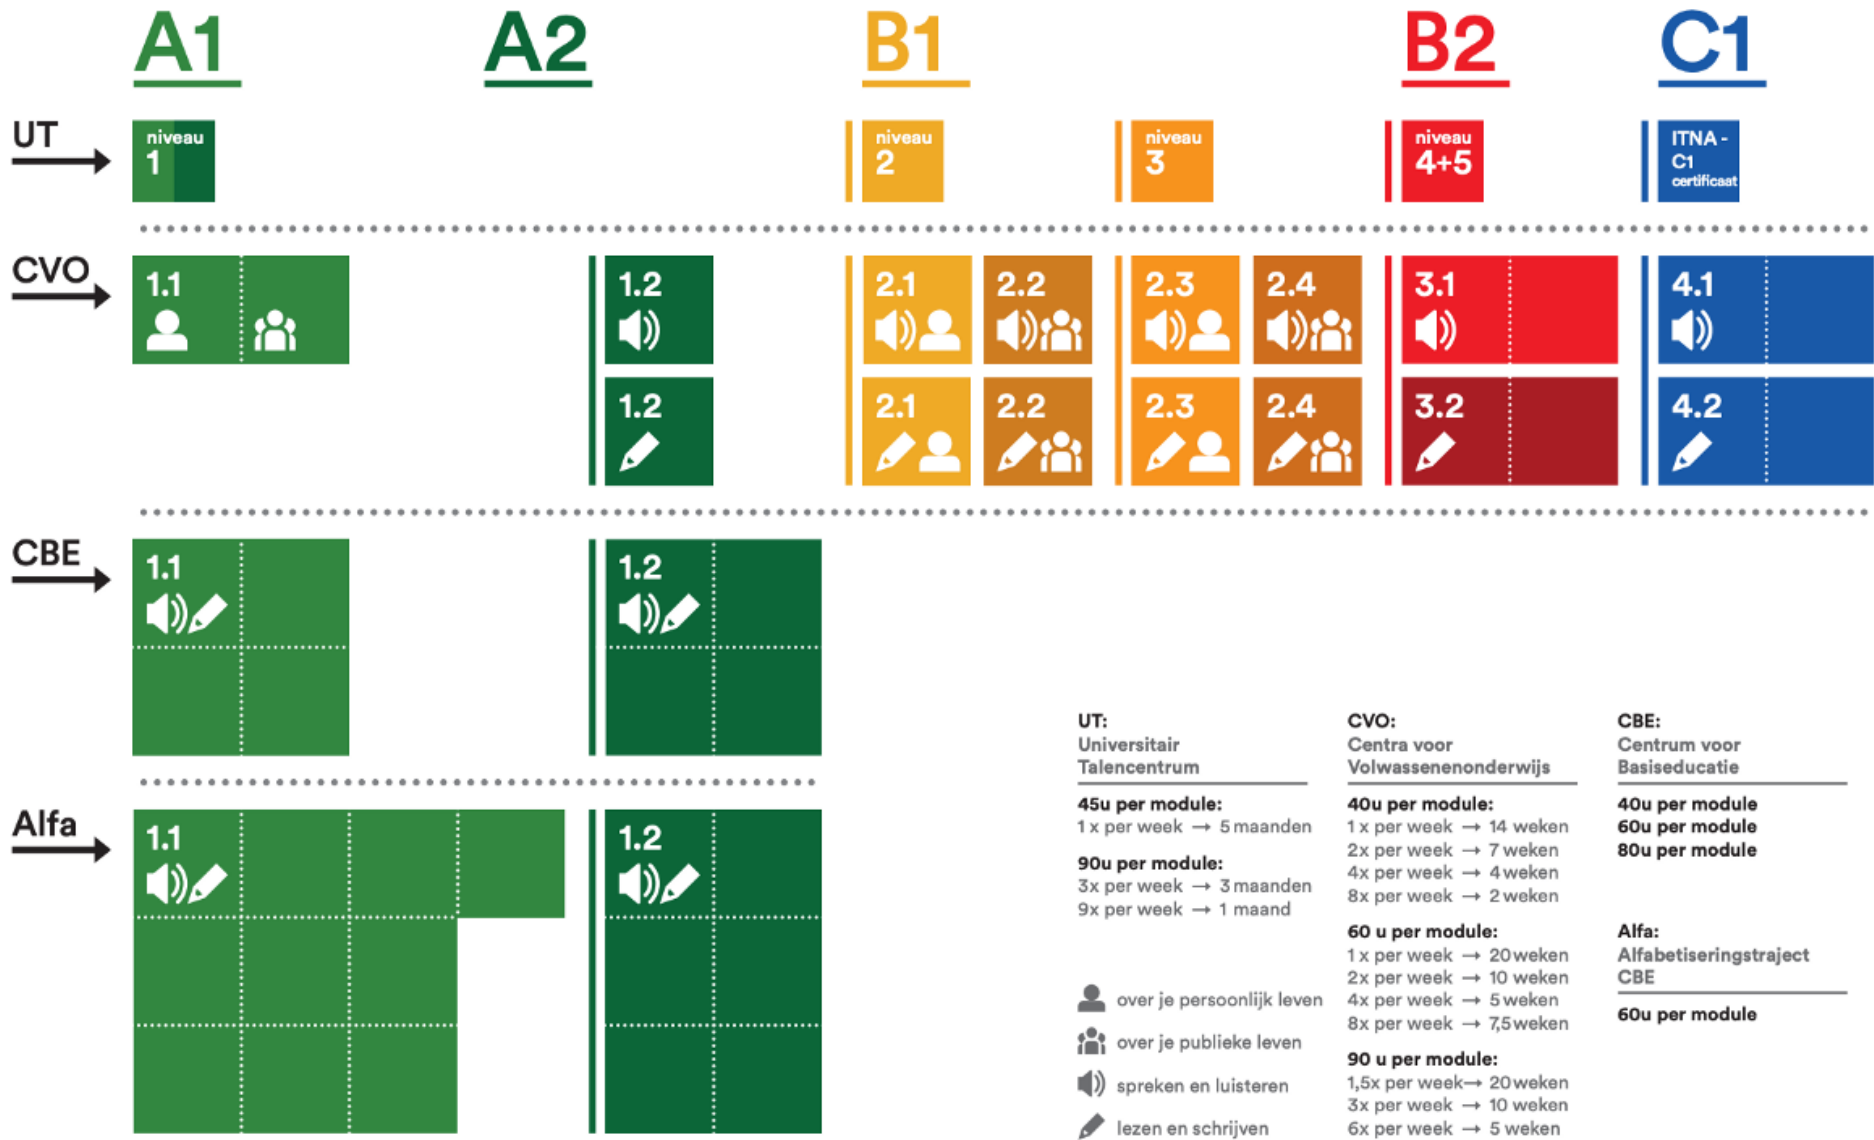 A1 A2 B1 B2 C1
UT
niveau
1
niveau
2
niveau
3
niveau
4+5
ITNA -
C1
certificaat
CVO
1.1
1.2
2.1
2.2
2.3
2.4
3.1
4.1
1.2
2.1
2.2
2.3
2.4
3.2
4.2
CBE
1.1
1.2
Alfa
1.1
1.2
UT:
Universitair
Talencentrum
45u per module:
1 x per week → 5 maanden
90u per module:
3x per week → 3 maanden
9x per week → 1 maand
over je persoonlijk leven
over je publieke leven
spreken en luisteren
lezen en schrijven
CVO:
Centra voor
Volwassenenonderwijs
40u per module:
1 x per week → 14 weken
2x per week → 7 weken
4x per week → 4 weken
8x per week → 2 weken
60 u per module:
1 x per week → 20 weken
2x per week → 10 weken
4x per week → 5 weken
8x per week → 7,5 weken
90 u per module:
1,5x per week → 20 weken
3x per week → 10 weken
6x per week → 5 weken
CBE:
Centrum voor
Basiseducatie
40u per module
60u per module
80u per module
Alfa:
Alfabetiseringstraject
CBE
60u per module